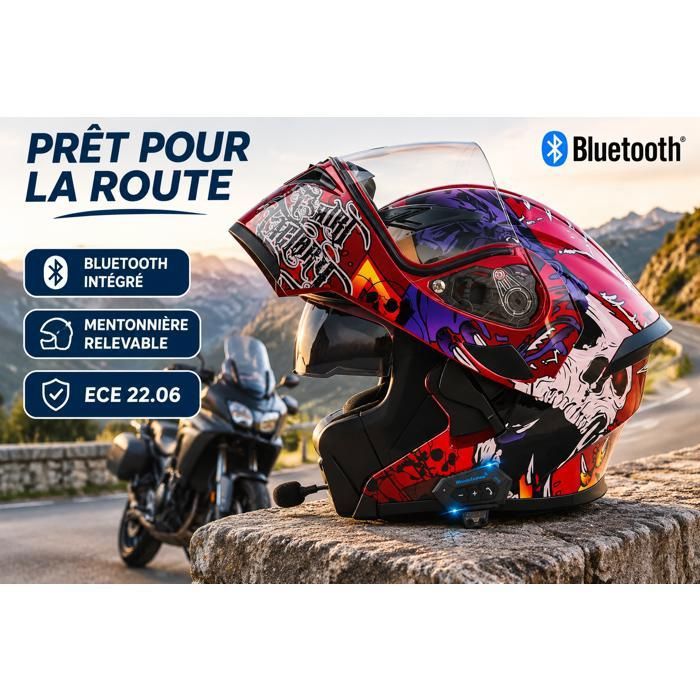 PRÊT POUR
LA ROUTE
Bluetooth®
BLUETOOTH
INTÉGRÉ
MENTONNIÈRE
RELEVABLE
ECE 22.06